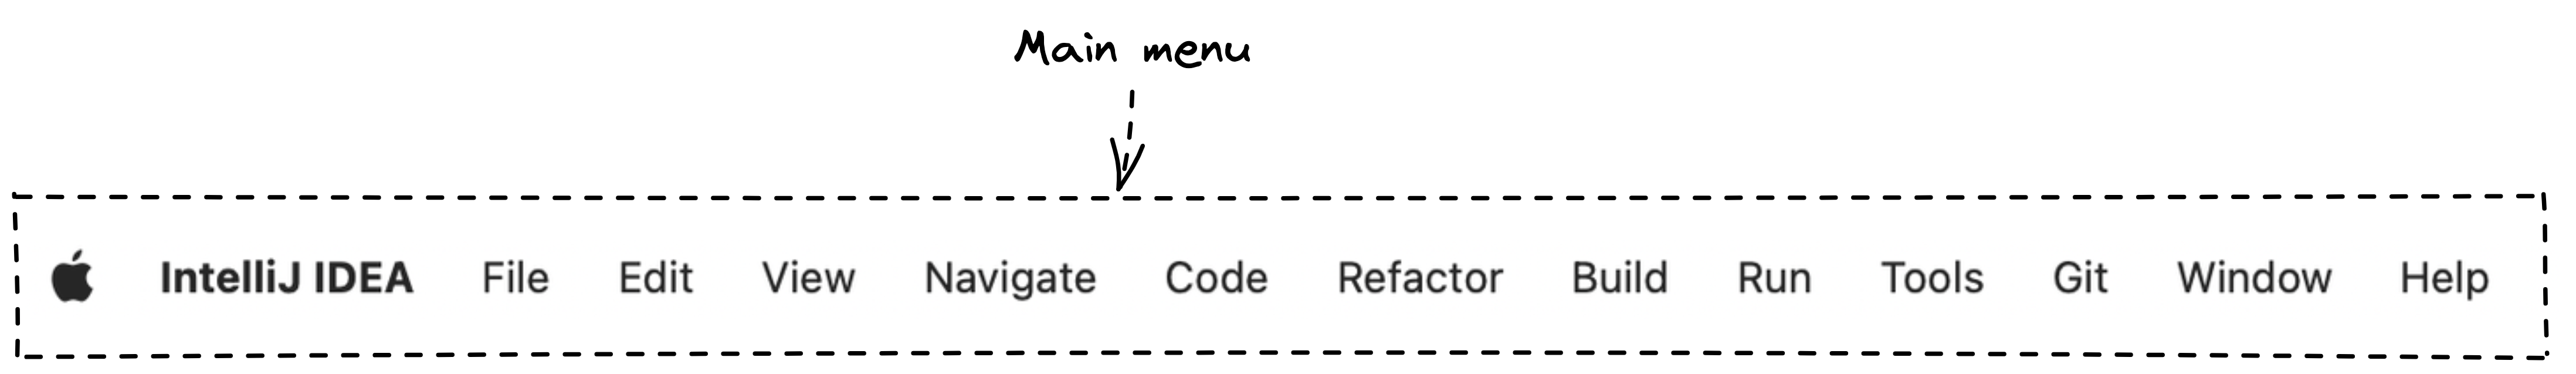 Main menu
IntelliJ IDEA File Edit View Navigate Code Refactor Build Run Tools Git Window Help